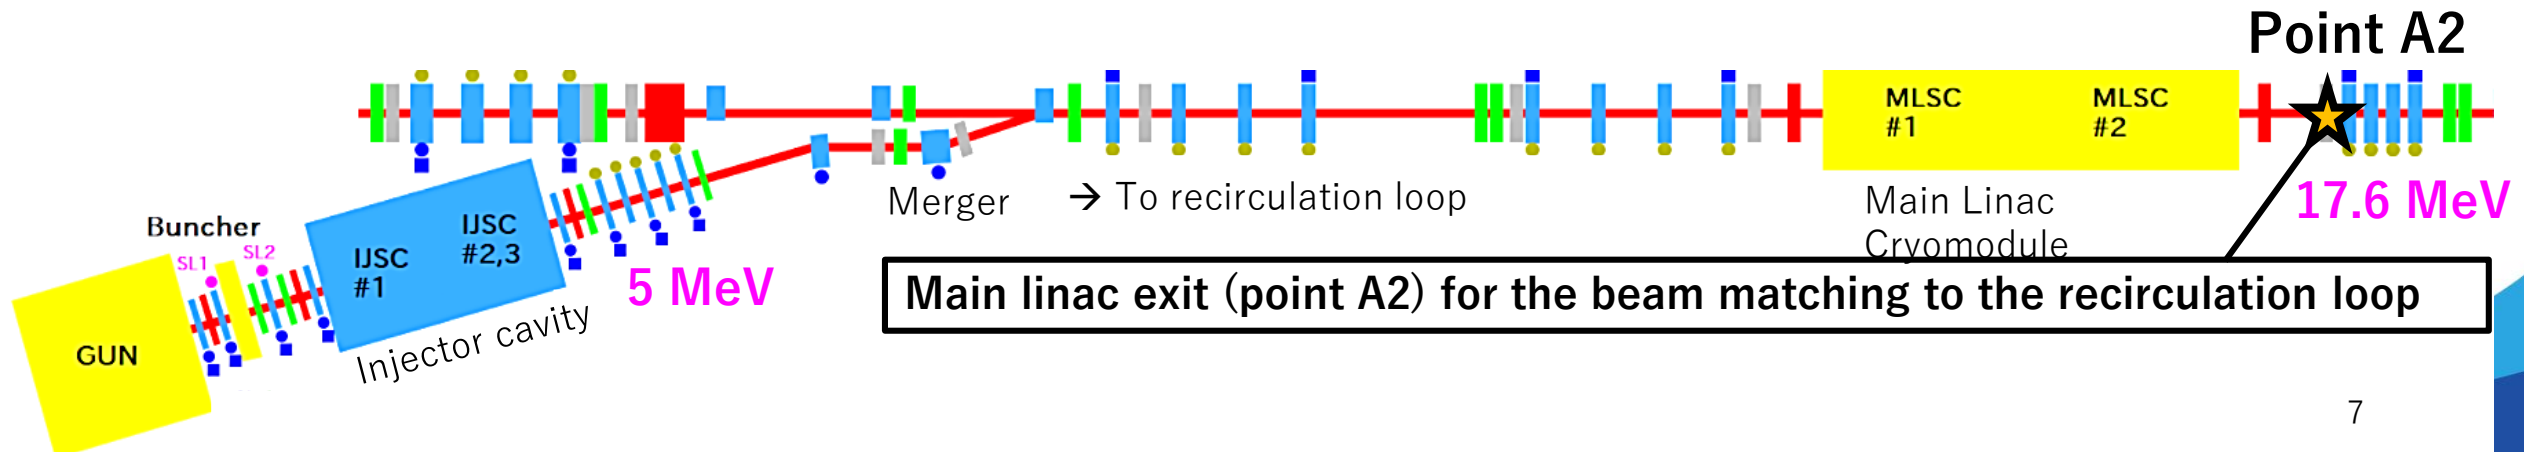 Point A2
MLSC
#1
MLSC
#2
17.6 MeV
Merger
→ To recirculation loop
Main Linac
Cryomodule
Buncher
SL1
SL2
IJSC
#1
IJSC
#2,3
5 MeV
GUN
Injector cavity
Main linac exit (point A2) for the beam matching to the recirculation loop
7